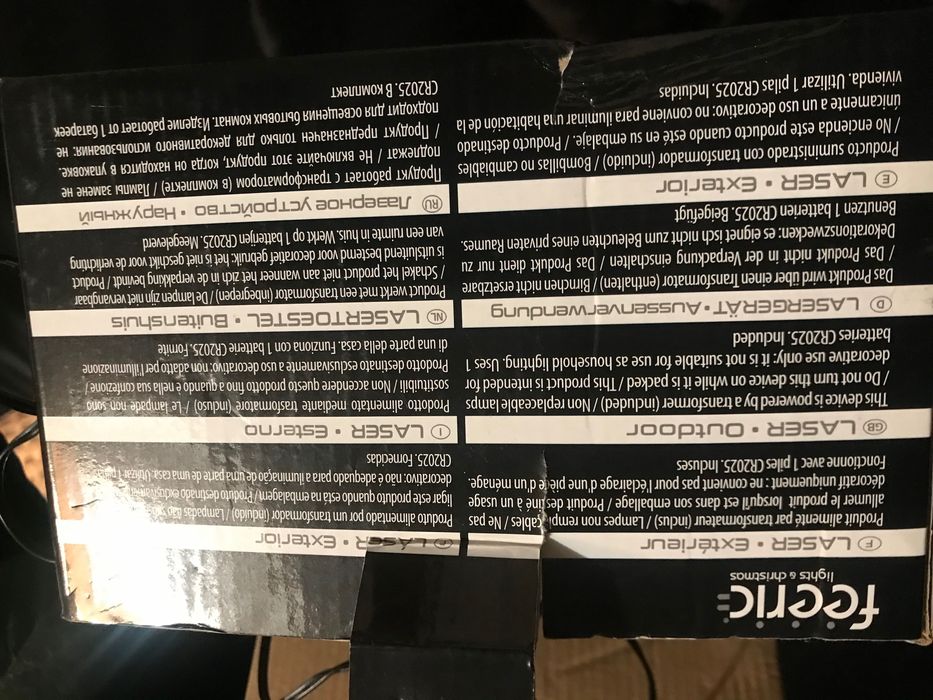 féeric
lights & christmas
F LASER • Extérieur
Produit alimenté par transformateur (inclus) / Lampes non remplaçables / Ne pas
allumer le produit lorsqu'il est dans son emballage / Produit destiné à un usage
décoratif uniquement : ne convient pas pour l'éclairage d'une pièce d'un ménage.
Fonctionne avec 1 piles CR2025. Incluses
GB LASER • Outdoor
This device is powered by a transformer (included) / Non replaceable lamps
/ Do not turn this device on while it is packed / This product is intended for
decorative use only: it is not suitable for use as household lighting. Uses 1
batteries CR2025. Included
D LASERGERÄT • Aussenverwendung
Das Produkt wird über einen Transformator (enthalten) / Birnchen nicht ersetzbare
/ Das Produkt nicht in der Verpackung einschalten / Das Produkt dient nur zu
Dekorationszwecken: es eignet isch nicht zum Beleuchten eines privaten Raumes.
Benutzen 1 batterien CR2025. Beigefügt
E LASER • Exterior
Producto suministrado con transformador (incluido) / Bombillas no cambiables
/ No encienda este producto cuando esté en su embalaje. / Producto destinado
únicamente a un uso decorativo: no conviene para iluminar una habitación de la
vivienda. Utilizar 1 pilas CR2025. Incluidas
P LÁSER • Exterior
Produto alimentado por um transformador (incluído) / Lampadas não
ligar este produto quando está na embalagem / Produto destinado exclusivamente
decorativo: não é adequado para a iluminação de uma parte de uma casa. Utilizar 1 pilas
CR2025. Fornecidas
I LASER • Esterno
Prodotto alimentato mediante trasfomatore (incluso) / Le lampade non sono
sostituibili / Non accendere questo prodotto fino a quando e nella sua confezione /
Prodotto destinato esclusivamente a uso decorativo: non adatto per l'illuminazione
di una parte della casa. Funziona con 1 batterie CR2025. Fornite
NL LASERTOESTEL • Buitenshuis
Product werkt met een transformator (inbegrepen) / De lampen zijn niet vervangbaar
/ Schakel het product niet aan wanneer het zich in de verpakking bevindt / Product
is uitsluitend bestemd voor decoratief gebruik: het is niet geschikt voor de verlichting
van een ruimte in huis. Werkt 1 op batterijen CR2025. Meegeleverd
RU Лазерное устройство • Наружный
Продукт работает с трансформатором (в комплекте) / Лампы не замене не
подлежат / Не включайте этот продукт, когда он находится в упаковке.
/ Продукт предназначен только для декоративного использования: не
подходит для освещения бытовых комнат. Изделие работает от 1 батареек
CR2025. В комплект